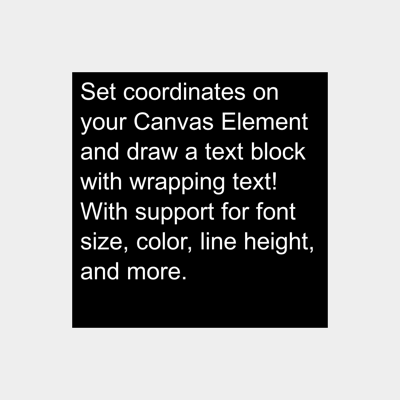 Set coordinates on
your Canvas Element
and draw a text block
with wrapping text!
With support for font
size, color, line height,
and more.